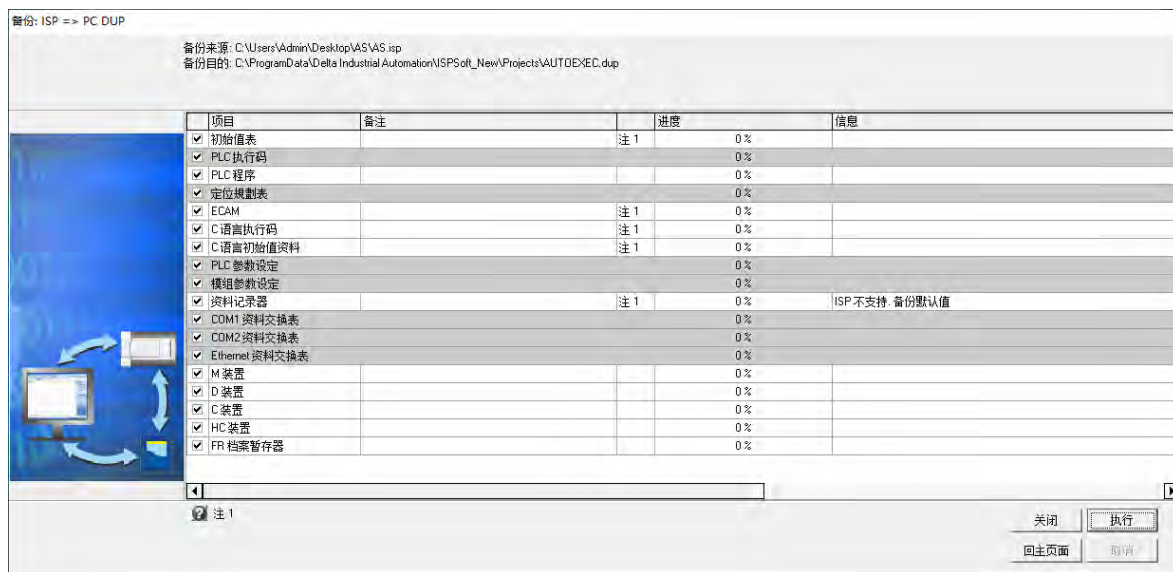 备份: ISP => PC DUP
备份来源: C:\Users\Admin\Desktop\AS\AS.isp
备份目的: C:\ProgramData\Delta Industrial Automation\ISPSoft_New\Projects\AUTOEXEC.dup
项目 备注 进度 信息
初始值表 注 1 0 %
PLC 执行码 0 %
PLC 程序 0 %
定位規劃表 0 %
ECAM 注 1 0 %
C 语言执行码 注 1 0 %
C 语言初始值资料 注 1 0 %
PLC 参数设定 0 %
模组参数设定 0 %
资料记录器 注 1 0 % ISP 不支持. 备份默认值
COM1 资料交换表 0 %
COM2 资料交换表 0 %
Ethernet 资料交换表 0 %
M 装置 0 %
D 装置 0 %
C 装置 0 %
HC 装置 0 %
FR 档案暂存器 0 %
注 1
关闭 执行
回主页面 取消